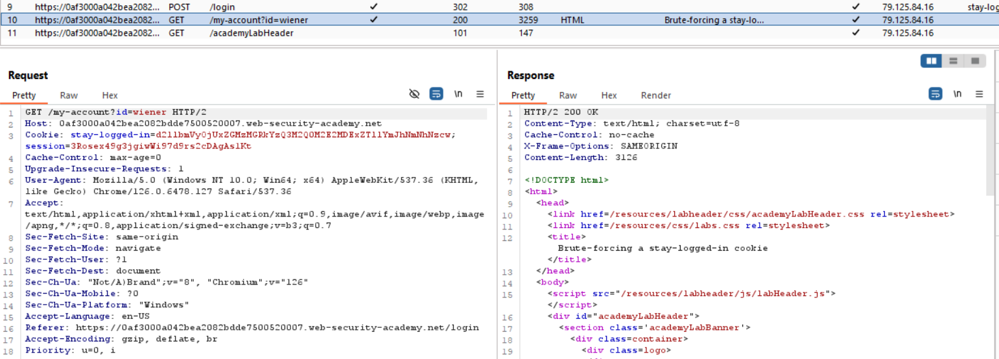 9 https://0af3000a042bea2082... POST /login ✓ 302 308 ✓ 79.125.84.16 stay-log
10 https://0af3000a042bea2082... GET /my-account?id=wiener ✓ 200 3259 HTML Brute-forcing a stay-lo... ✓ 79.125.84.16
11 https://0af3000a042bea2082... GET /academyLabHeader 101 147 ✓ 79.125.84.16
Request
Pretty Raw Hex \n
1 GET /my-account?id=wiener HTTP/2
2 Host: 0af3000a042bea2082bdde7500520007.web-security-academy.net
3 Cookie: stay-logged-in=d2llbmVyOjUxZGMzMGRkYzQ3M2Q0M2E2MDExZTllYmJhNmNhNzcw;
session=3Rosex49g3jgiwWi97d9rs2cDAgAslKt
4 Cache-Control: max-age=0
5 Upgrade-Insecure-Requests: 1
6 User-Agent: Mozilla/5.0 (Windows NT 10.0; Win64; x64) AppleWebKit/537.36 (KHTML,
like Gecko) Chrome/126.0.6478.127 Safari/537.36
7 Accept:
text/html,application/xhtml+xml,application/xml;q=0.9,image/avif,image/webp,image
/apng,*/*;q=0.8,application/signed-exchange;v=b3;q=0.7
8 Sec-Fetch-Site: same-origin
9 Sec-Fetch-Mode: navigate
10 Sec-Fetch-User: ?1
11 Sec-Fetch-Dest: document
12 Sec-Ch-Ua: "Not/A)Brand";v="8", "Chromium";v="126"
13 Sec-Ch-Ua-Mobile: ?0
14 Sec-Ch-Ua-Platform: "Windows"
15 Accept-Language: en-US
16 Referer: https://0af3000a042bea2082bdde7500520007.web-security-academy.net/login
17 Accept-Encoding: gzip, deflate, br
18 Priority: u=0, i
Response
Pretty Raw Hex Render \n
1 HTTP/2 200 OK
2 Content-Type: text/html; charset=utf-8
3 Cache-Control: no-cache
4 X-Frame-Options: SAMEORIGIN
5 Content-Length: 3126
6
7 <!DOCTYPE html>
8 <html>
9 <head>
10 <link href=/resources/labheader/css/academyLabHeader.css rel=stylesheet>
11 <link href=/resources/css/labs.css rel=stylesheet>
12 <title>
Brute-forcing a stay-logged-in cookie
</title>
13 </head>
14 <body>
15 <script src="/resources/labheader/js/labHeader.js">
</script>
16 <div id="academyLabHeader">
17 <section class='academyLabBanner'>
18 <div class=container>
19 <div class=logo>